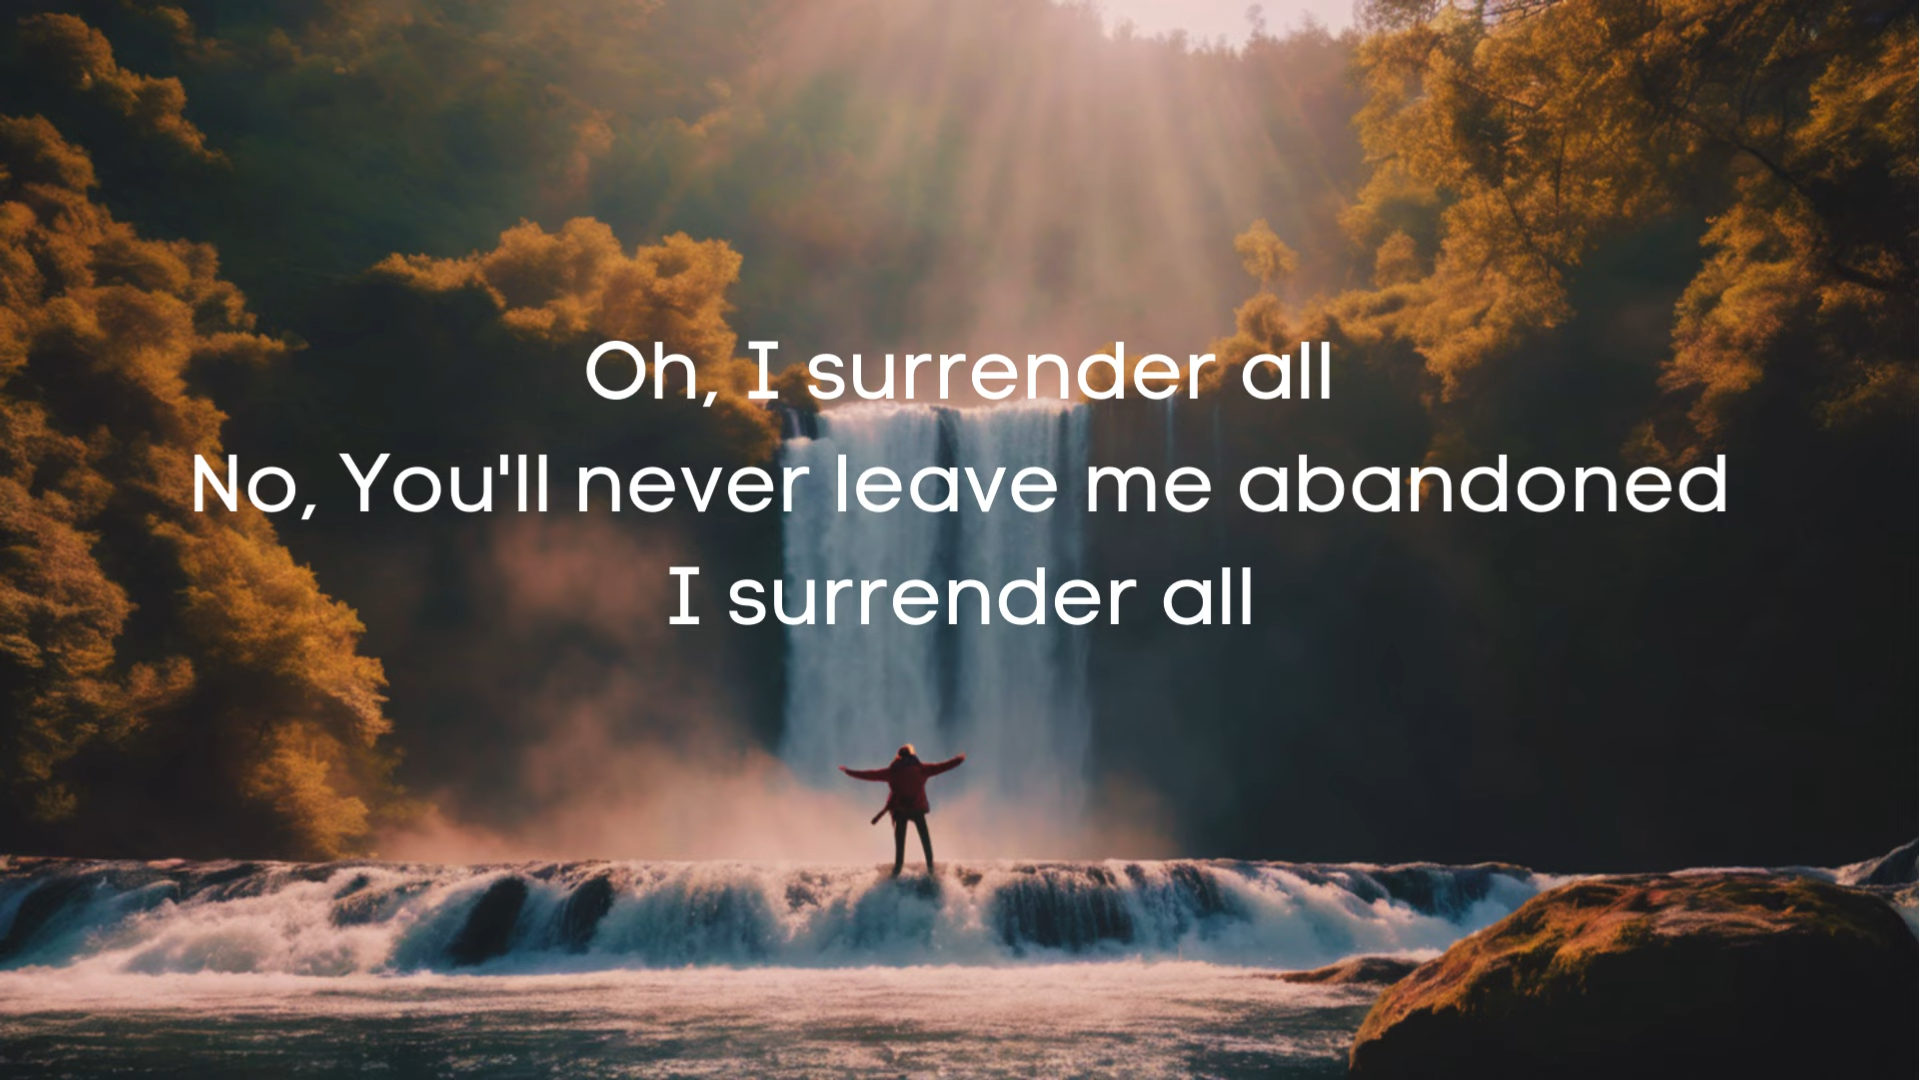 Oh, I surrender all
No, You'll never leave me abandoned
I surrender all